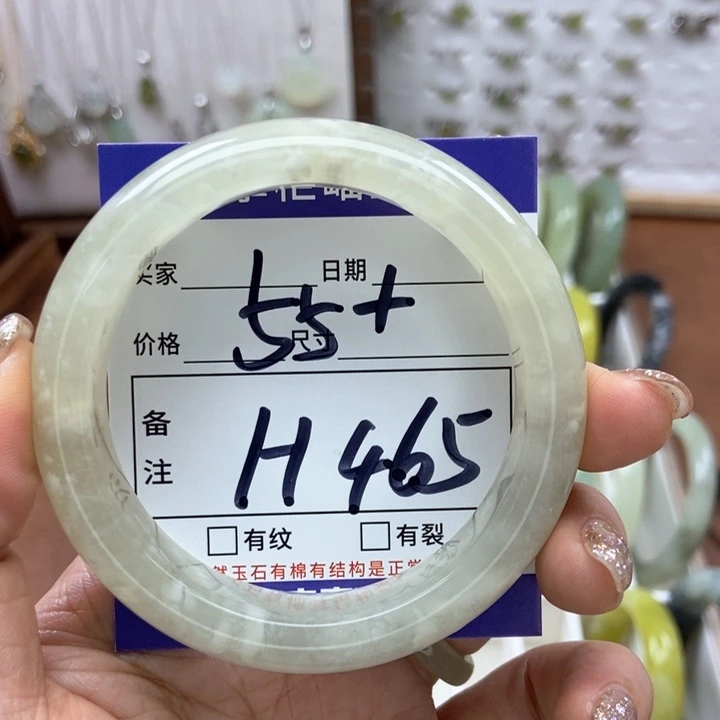 买家 日期
55+
价格 尺寸
备注
H465
有纹 有裂
然玉石有棉有结构是正常